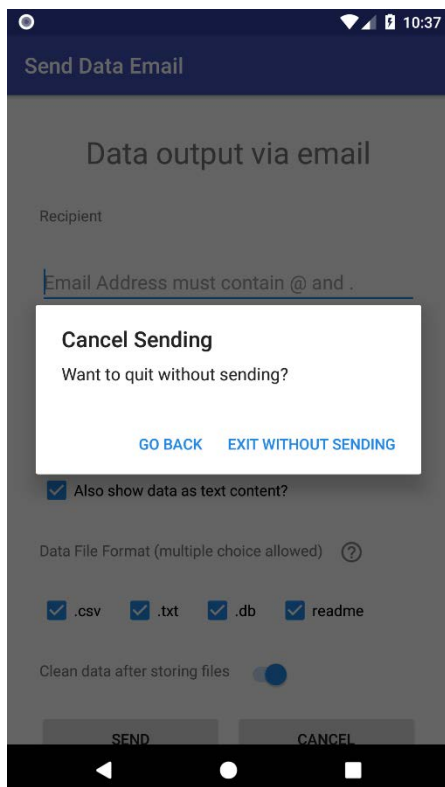 10:37
Send Data Email
Data output via email
Recipient
Email Address must contain @ and .
Cancel Sending
Want to quit without sending?
GO BACK EXIT WITHOUT SENDING
Also show data as text content?
Data File Format (multiple choice allowed) ?
.csv .txt .db readme
Clean data after storing files
SEND CANCEL